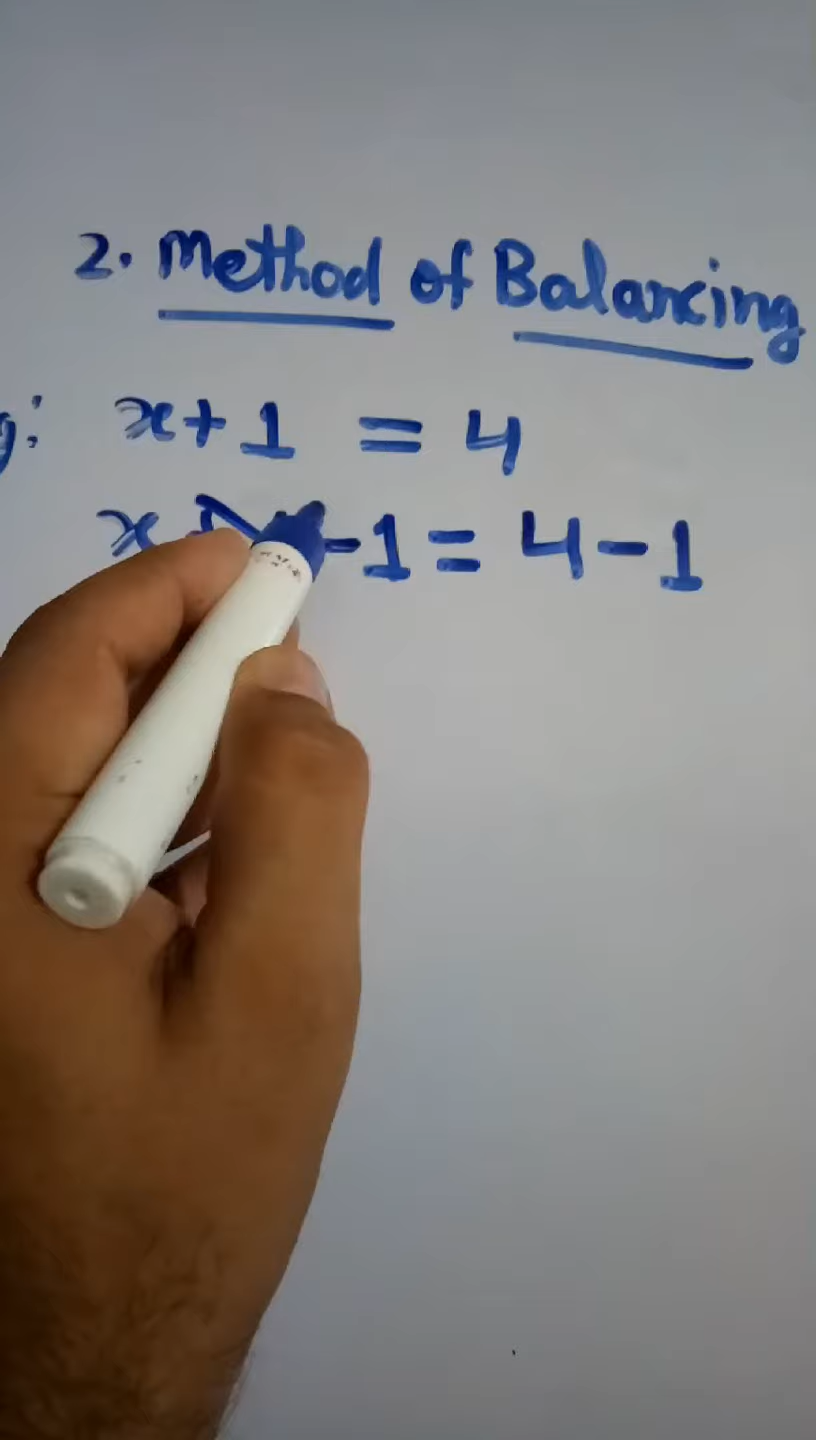 2. Method of Balancing
g: x+1 = 4
x -1 = 4-1